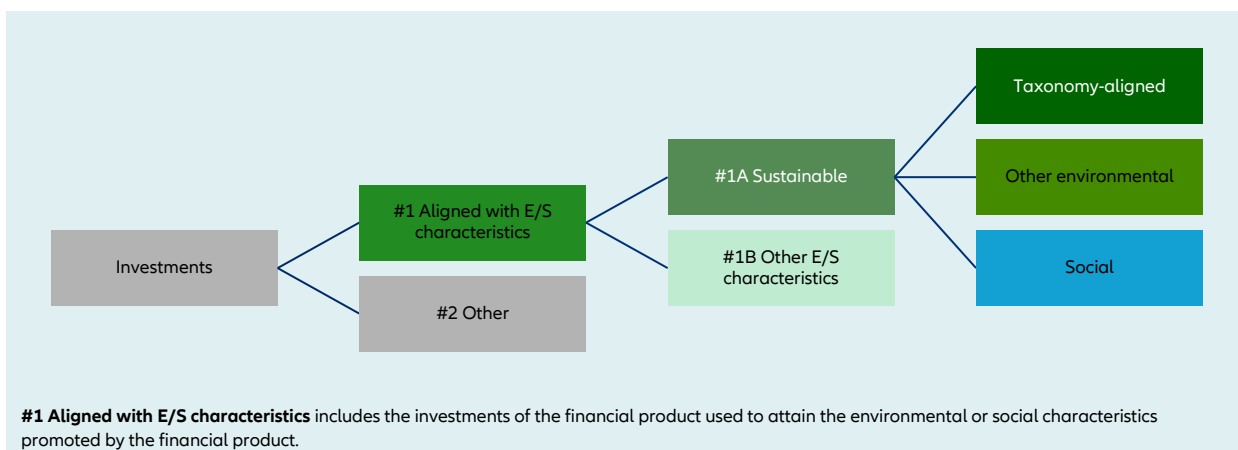 Investments
#1 Aligned with E/S
characteristics
#2 Other
#1A Sustainable
#1B Other E/S
characteristics
Taxonomy-aligned
Other environmental
Social
#1 Aligned with E/S characteristics includes the investments of the financial product used to attain the environmental or social characteristics
promoted by the financial product.